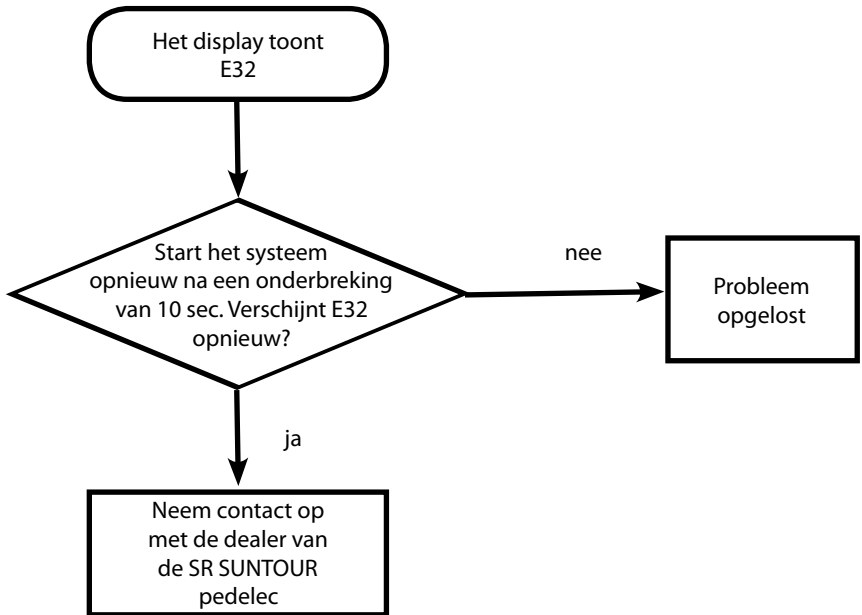 Het display toont
E32
Start het systeem
opnieuw na een onderbreking
van 10 sec. Verschijnt E32
opnieuw?
nee
Probleem
opgelost
ja
Neem contact op
met de dealer van
de SR SUNTOUR
pedelec